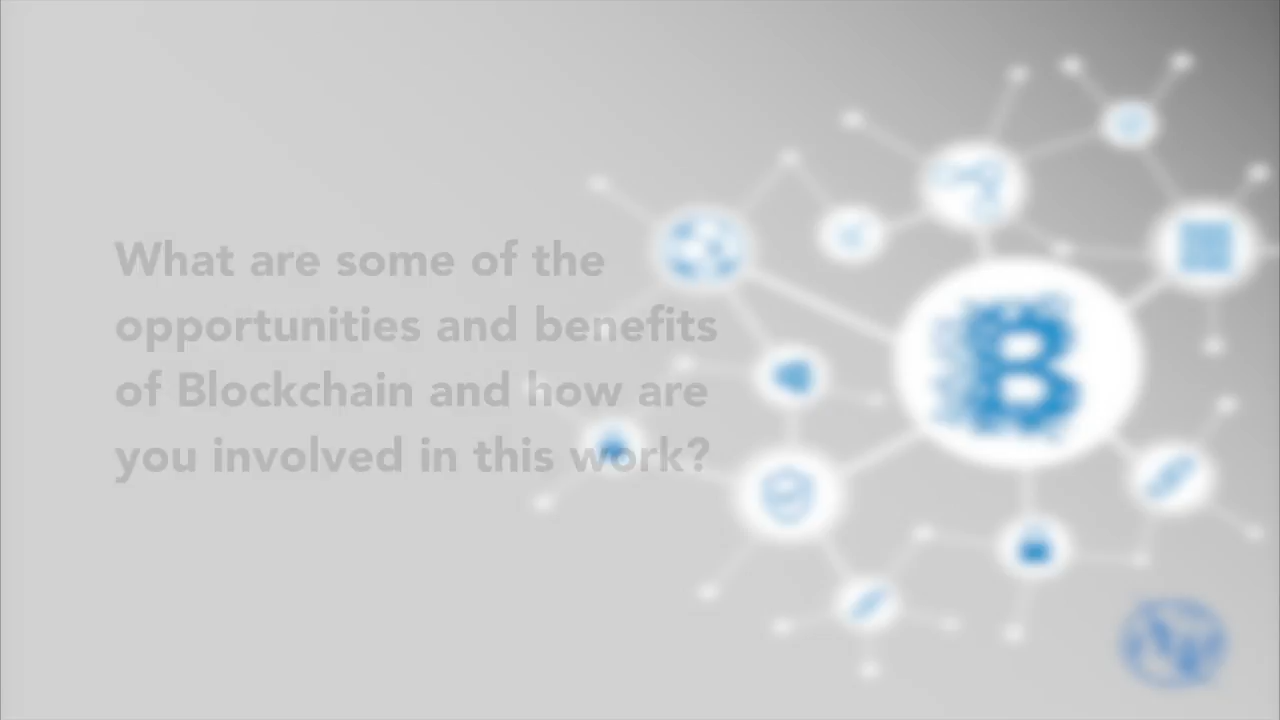 What are some of the
opportunities and benefits
of Blockchain and how are
you involved in this work?